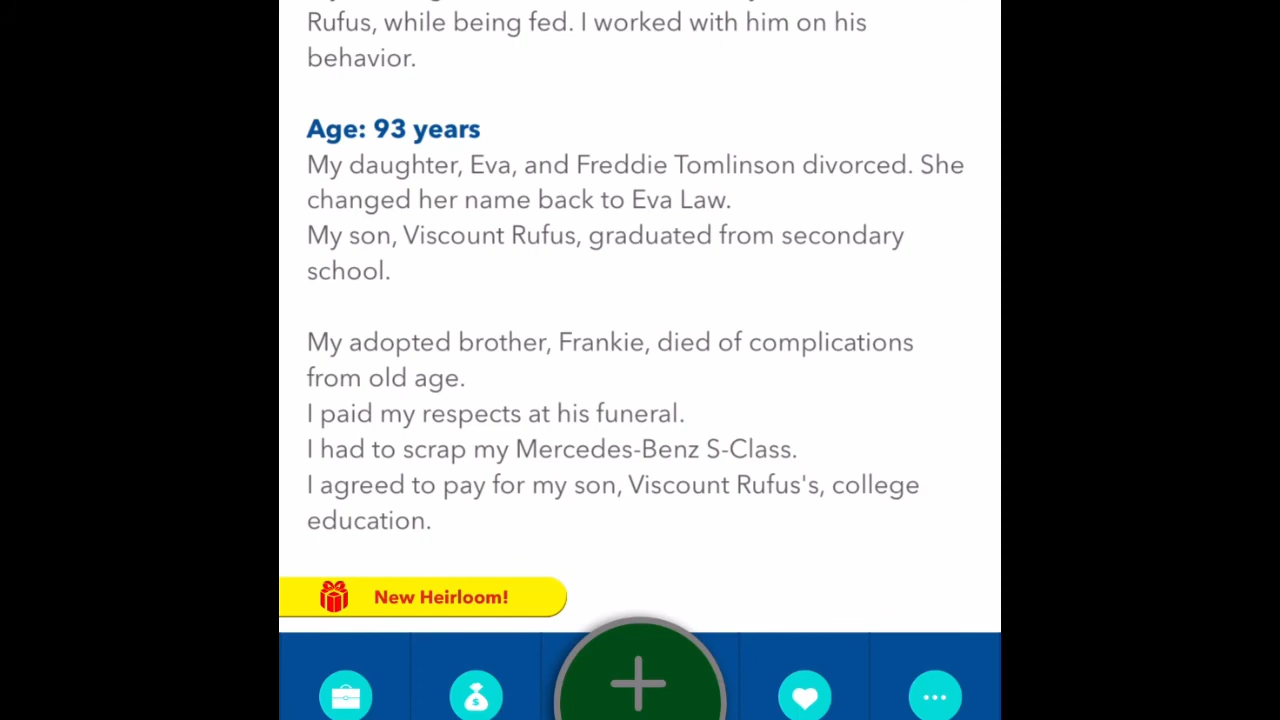 Rufus, while being fed. I worked with him on his
behavior.
Age: 93 years
My daughter, Eva, and Freddie Tomlinson divorced. She
changed her name back to Eva Law.
My son, Viscount Rufus, graduated from secondary
school.
My adopted brother, Frankie, died of complications
from old age.
I paid my respects at his funeral.
I had to scrap my Mercedes-Benz S-Class.
I agreed to pay for my son, Viscount Rufus's, college
education.
New Heirloom!